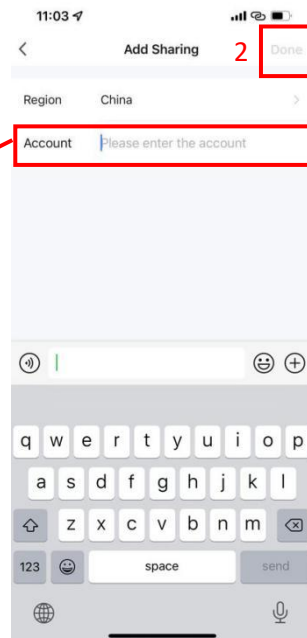 11:03
Add Sharing
2
Done
Region China
Account Please enter the account
q w e r t y u i o p
a s d f g h j k l
z x c v b n m
123 space send